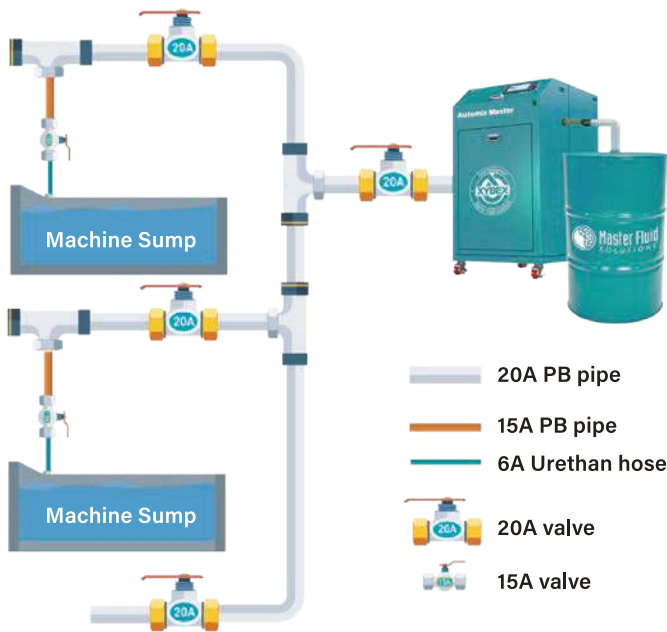 20A
Automix Master
20A
XYBEX
Machine Sump
Master Fluid
SOLUTIONS
20A
20A PB pipe
15A PB pipe
6A Urethan hose
Machine Sump
20A
20A valve
15A valve
20A